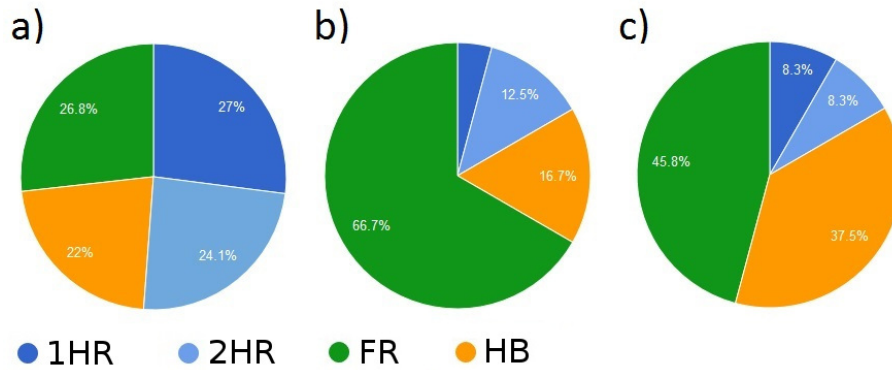 a)
b)
c)
26.8%
27%
22%
24.1%
12.5%
16.7%
66.7%
8.3%
8.3%
45.8%
37.5%
1HR
2HR
FR
HB